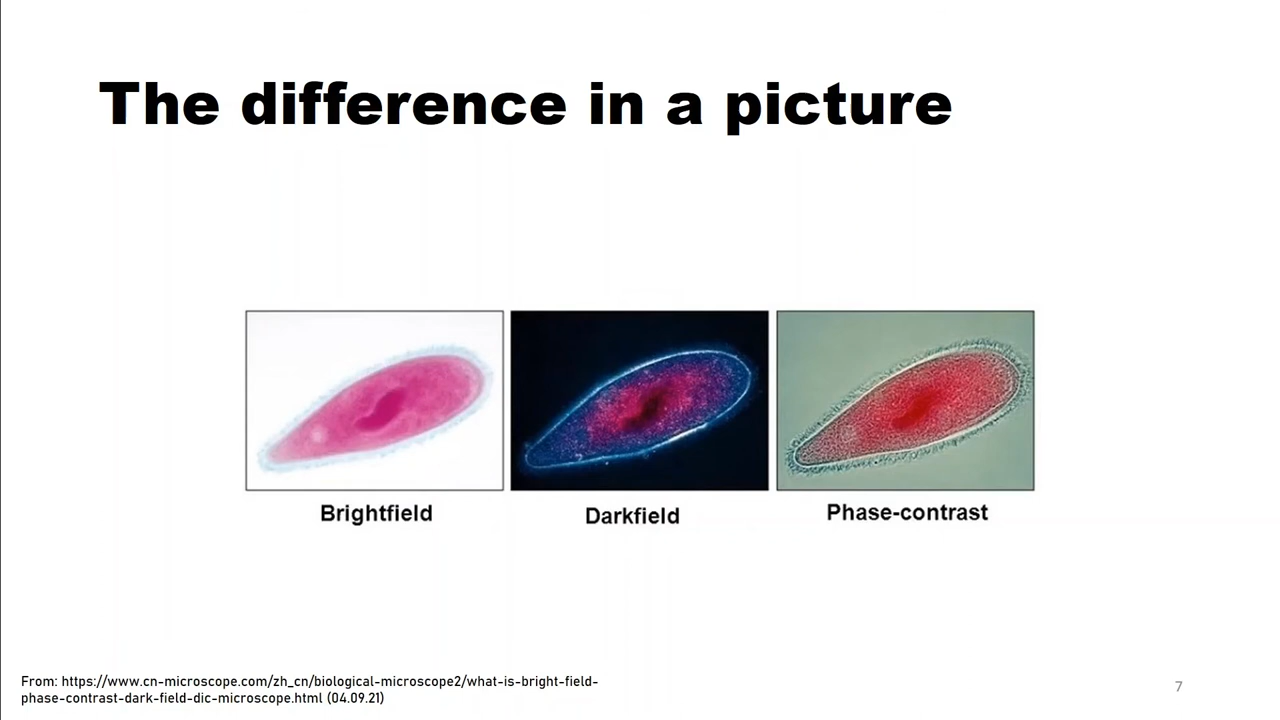 The difference in a picture
Brightfield
Darkfield
Phase-contrast
From: https://www.cn-microscope.com/zh_cn/biological-microscope2/what-is-bright-field-
phase-contrast-dark-field-dic-microscope.html (04.09.21)
7